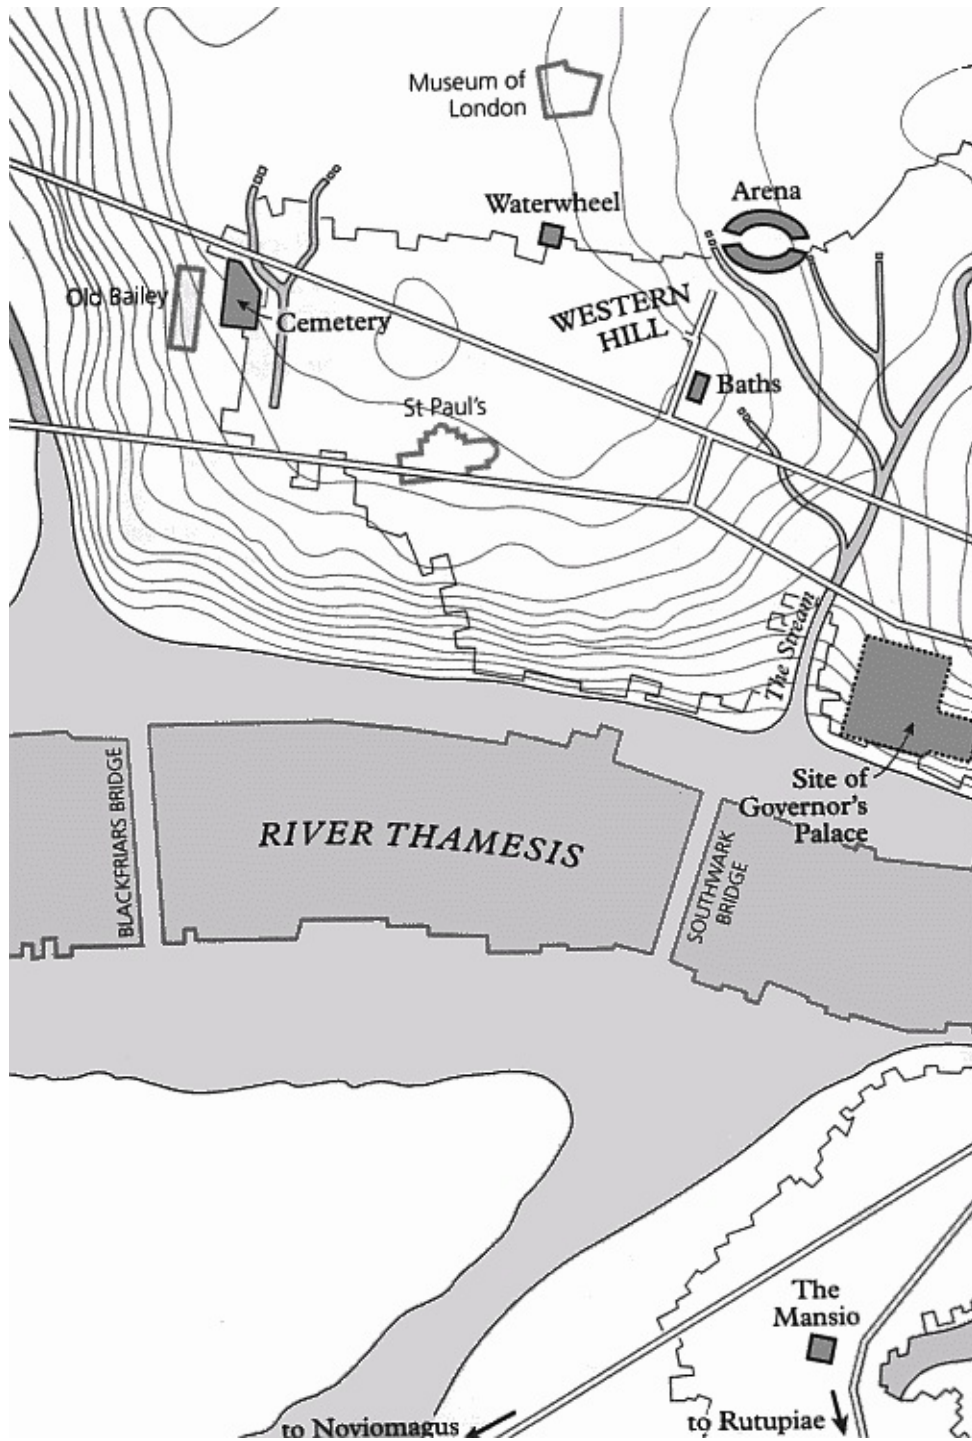 Museum of
London
Waterwheel
Arena
Old Bailey
Cemetery
WESTERN
HILL
Baths
St Paul's
The Stream
Site of
Governor's
Palace
BLACKFRIARS BRIDGE
RIVER THAMESIS
SOUTHWARK
BRIDGE
The
Mansio
to Noviomagus
to Rutupiae